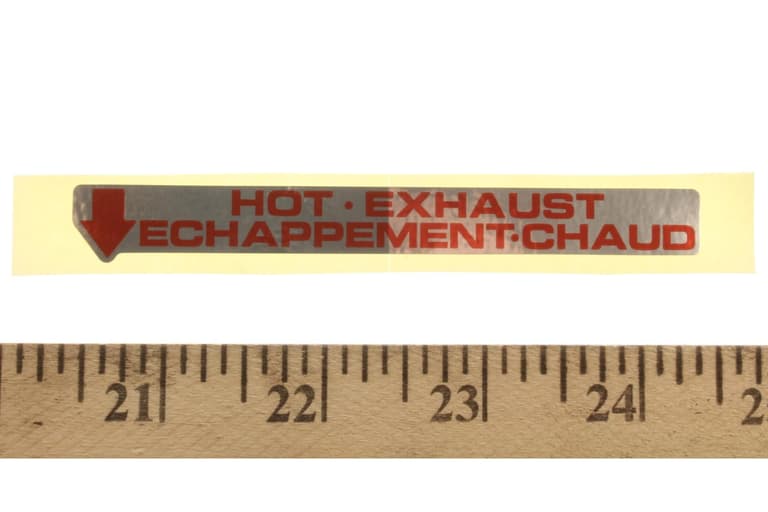 HOT · EXHAUST
ECHAPPEMENT·CHAUD
21 22 23 24